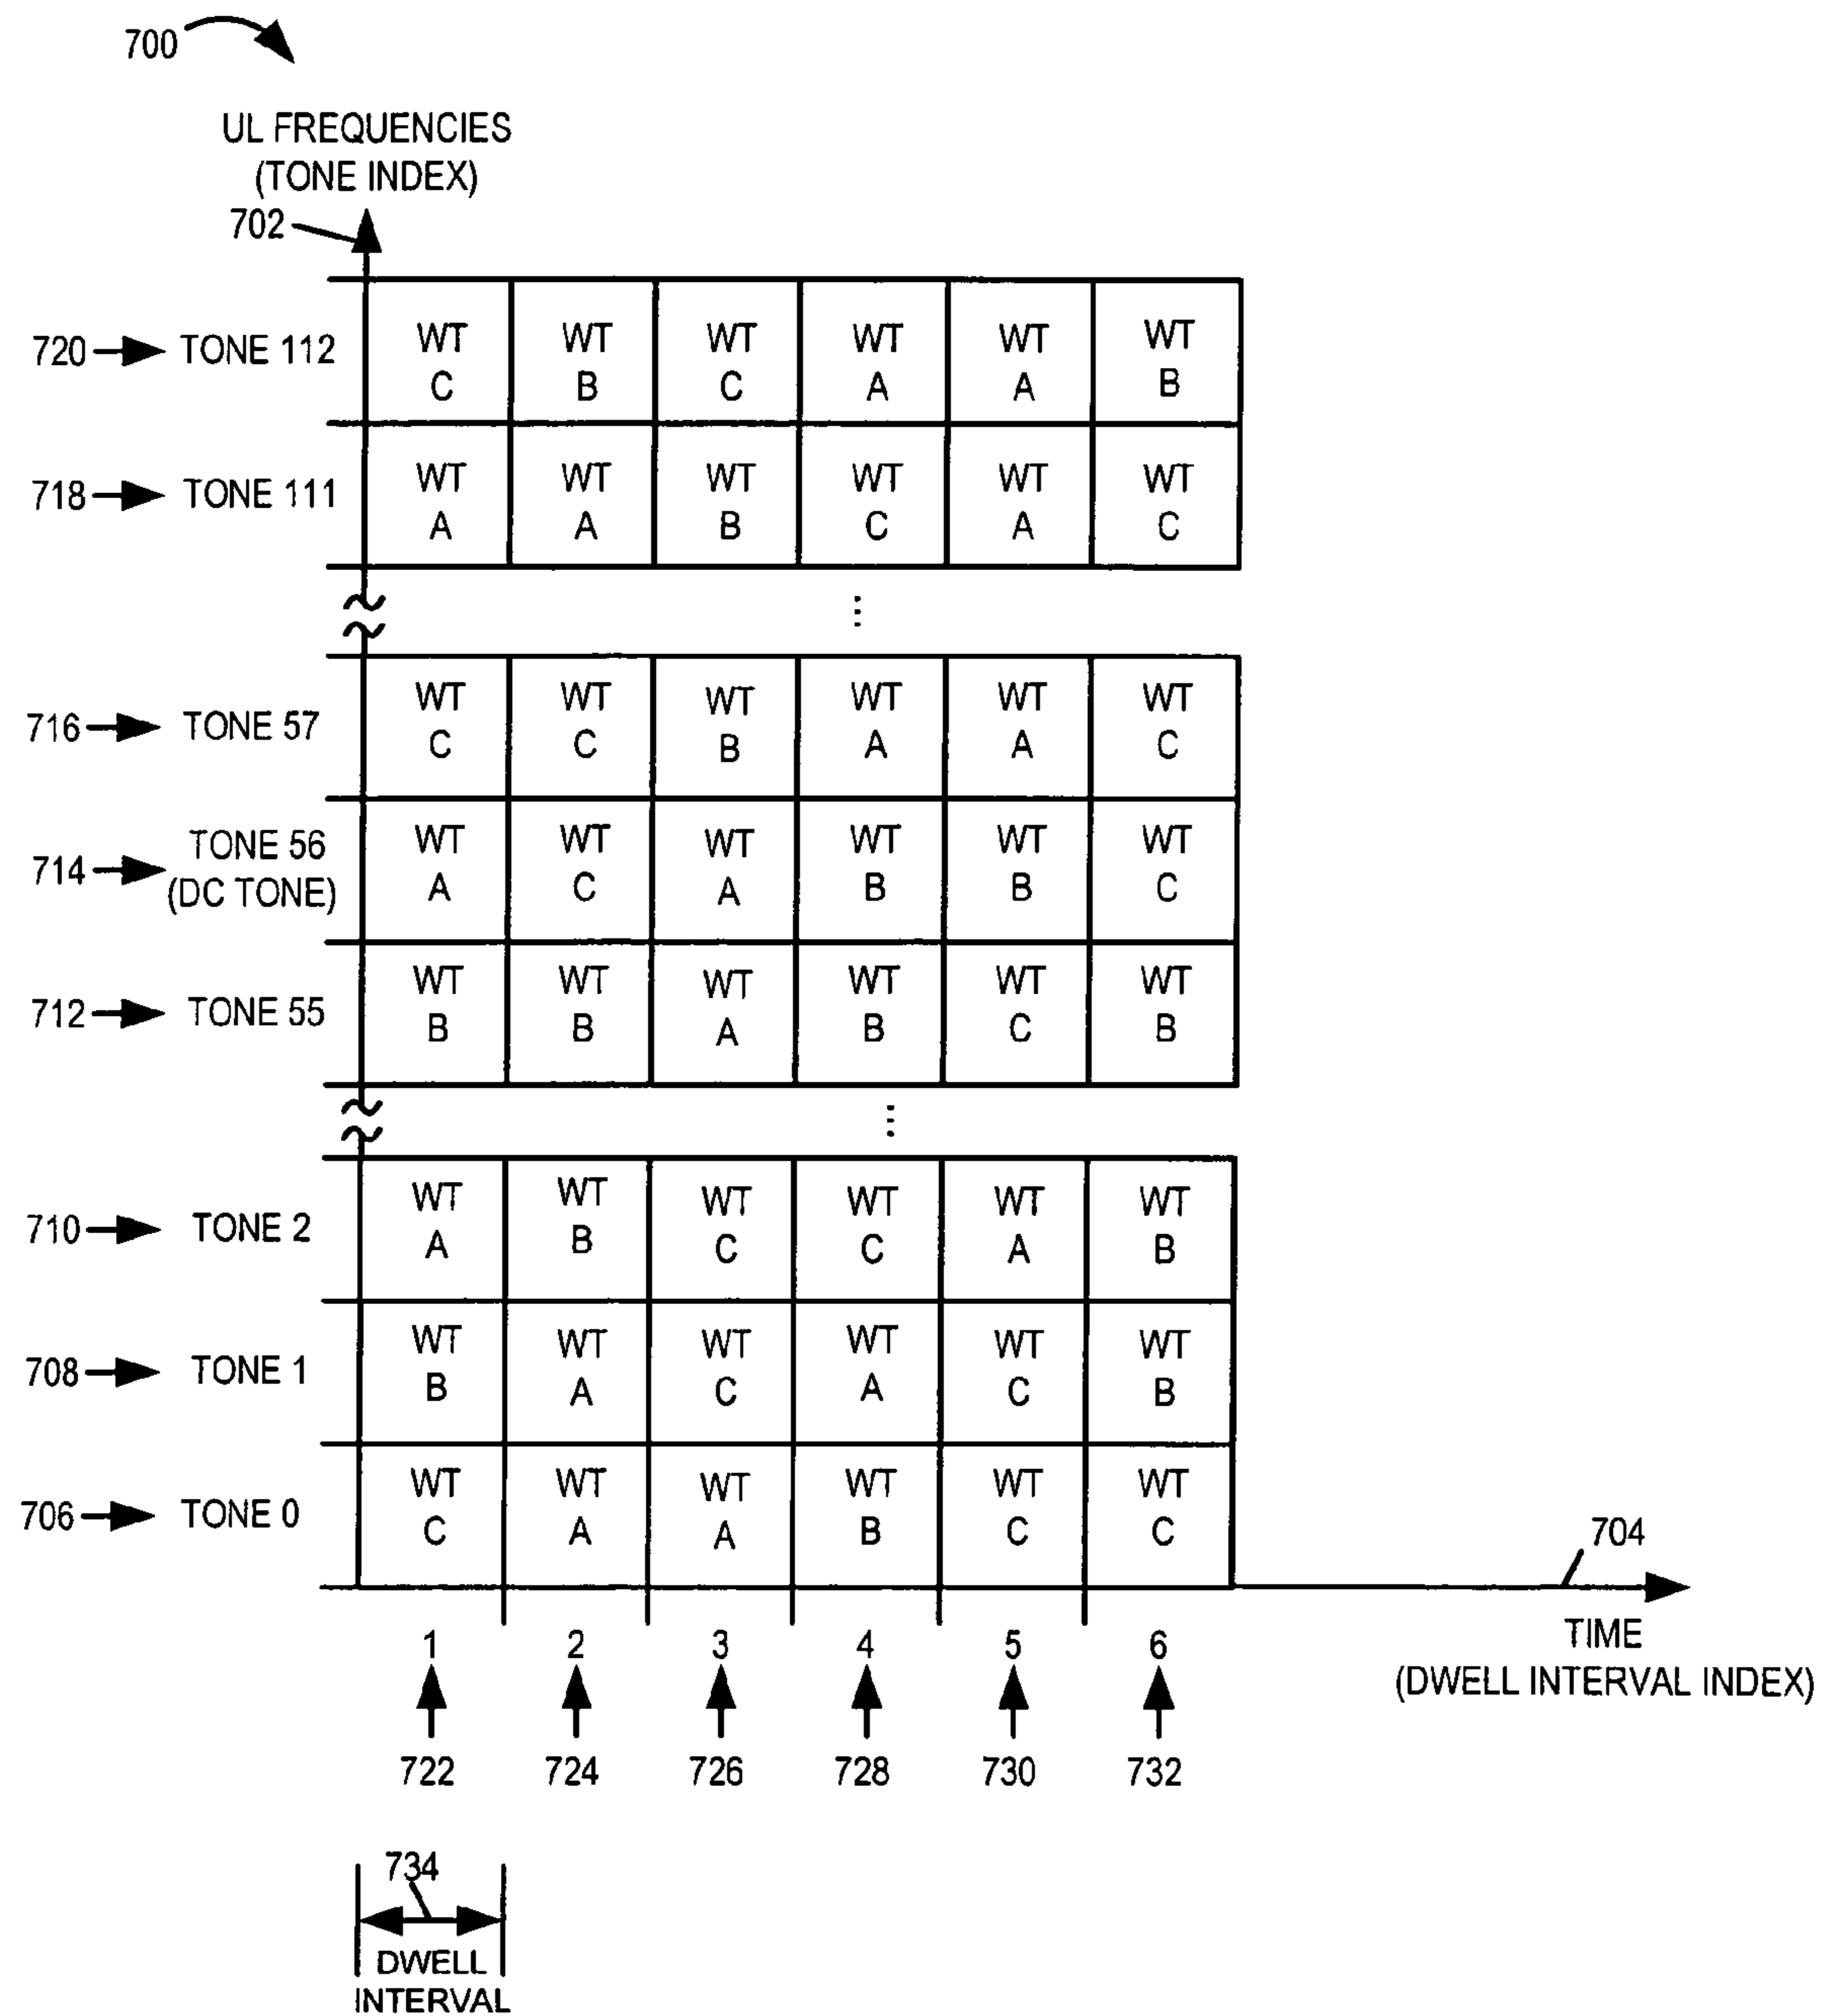 700
UL FREQUENCIES
(TONE INDEX)
702
720 TONE 112 WT C WT B WT C WT A WT A WT B
718 TONE 111 WT A WT A WT B WT C WT A WT C
...
716 TONE 57 WT C WT C WT B WT A WT A WT C
714 TONE 56 (DC TONE) WT A WT C WT A WT B WT B WT C
712 TONE 55 WT B WT B WT A WT B WT C WT B
...
710 TONE 2 WT A WT B WT C WT C WT A WT B
708 TONE 1 WT B WT A WT C WT A WT C WT B
706 TONE 0 WT C WT A WT A WT B WT C WT C
704
1 2 3 4 5 6
TIME
(DWELL INTERVAL INDEX)
722 724 726 728 730 732
734
DWELL
INTERVAL